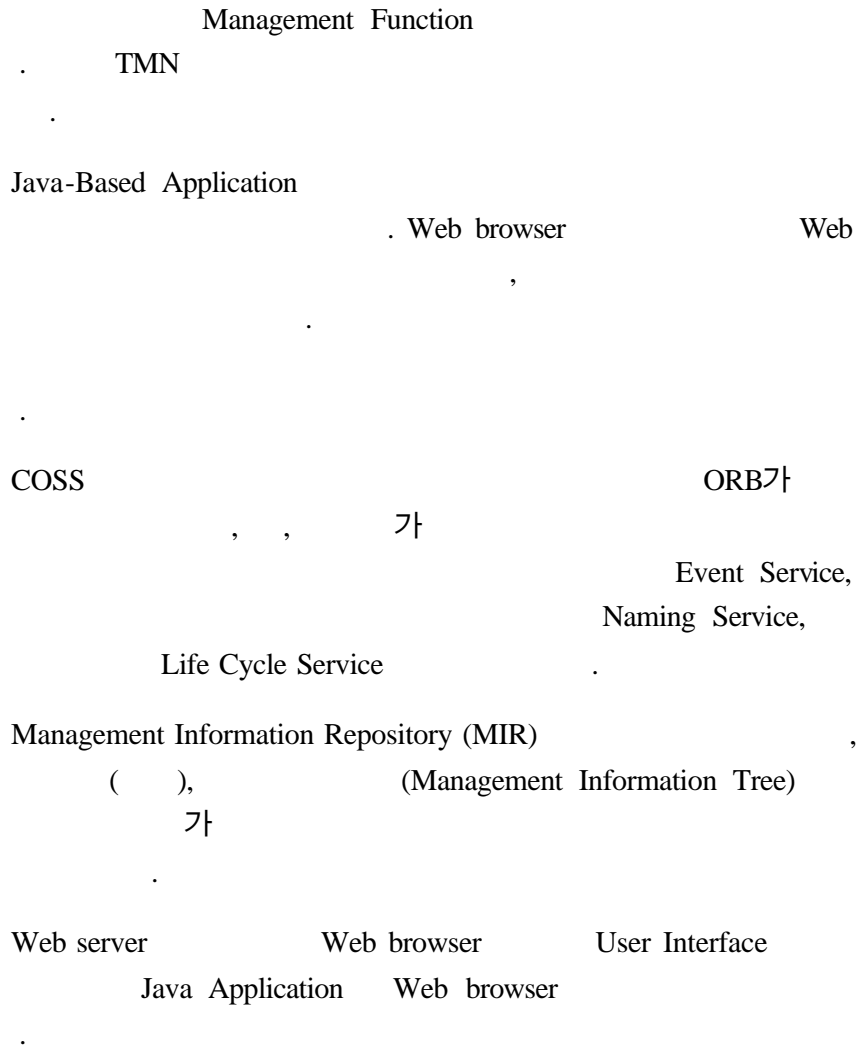 Management Function
. TMN
.
Java-Based Application
. Web browser Web
,
.
.
COSS ORB가
, , 가
Event Service,
Naming Service,
Life Cycle Service .
Management Information Repository (MIR) ,
( ), (Management Information Tree)
가
.
Web server Web browser User Interface
Java Application Web browser
.